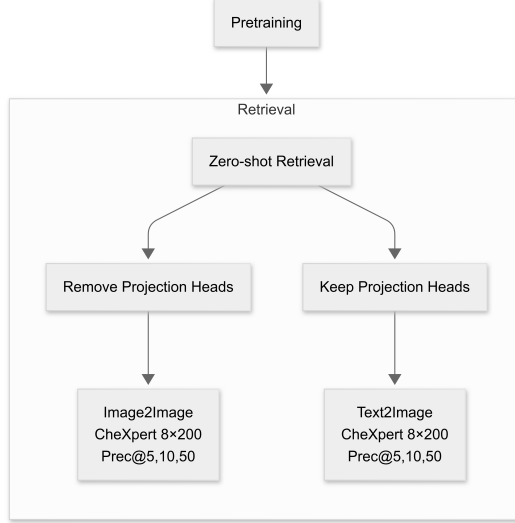 Pretraining
Retrieval
Zero-shot Retrieval
Remove Projection Heads
Keep Projection Heads
Image2Image
CheXpert 8×200
Prec@5,10,50
Text2Image
CheXpert 8×200
Prec@5,10,50